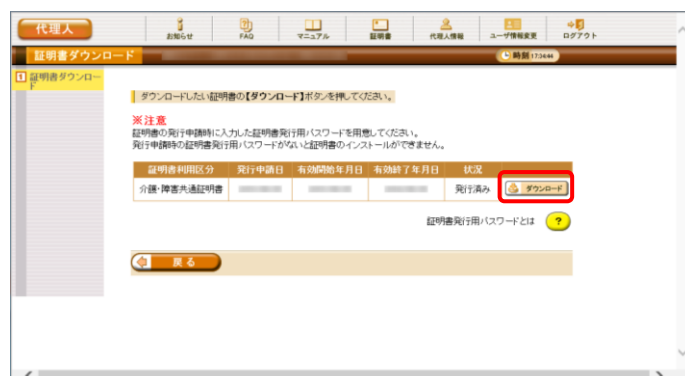 代理人
お知らせ
FAQ
マニュアル
証明書
代理人情報
ユーザ情報変更
ログアウト
証明書ダウンロード
時刻 17:34:44
1 証明書ダウンロー
ド
ダウンロードしたい証明書の【ダウンロード】ボタンを押してください。
※注意
証明書の発行申請時に入力した証明書発行用パスワードを用意してください。
発行申請時の証明書発行用パスワードがないと証明書のインストールができません。
証明書利用区分 発行申請日 有効開始年月日 有効終了年月日 状況
介護・障害共通証明書 発行済み ダウンロード
証明書発行用パスワードとは ?
戻る